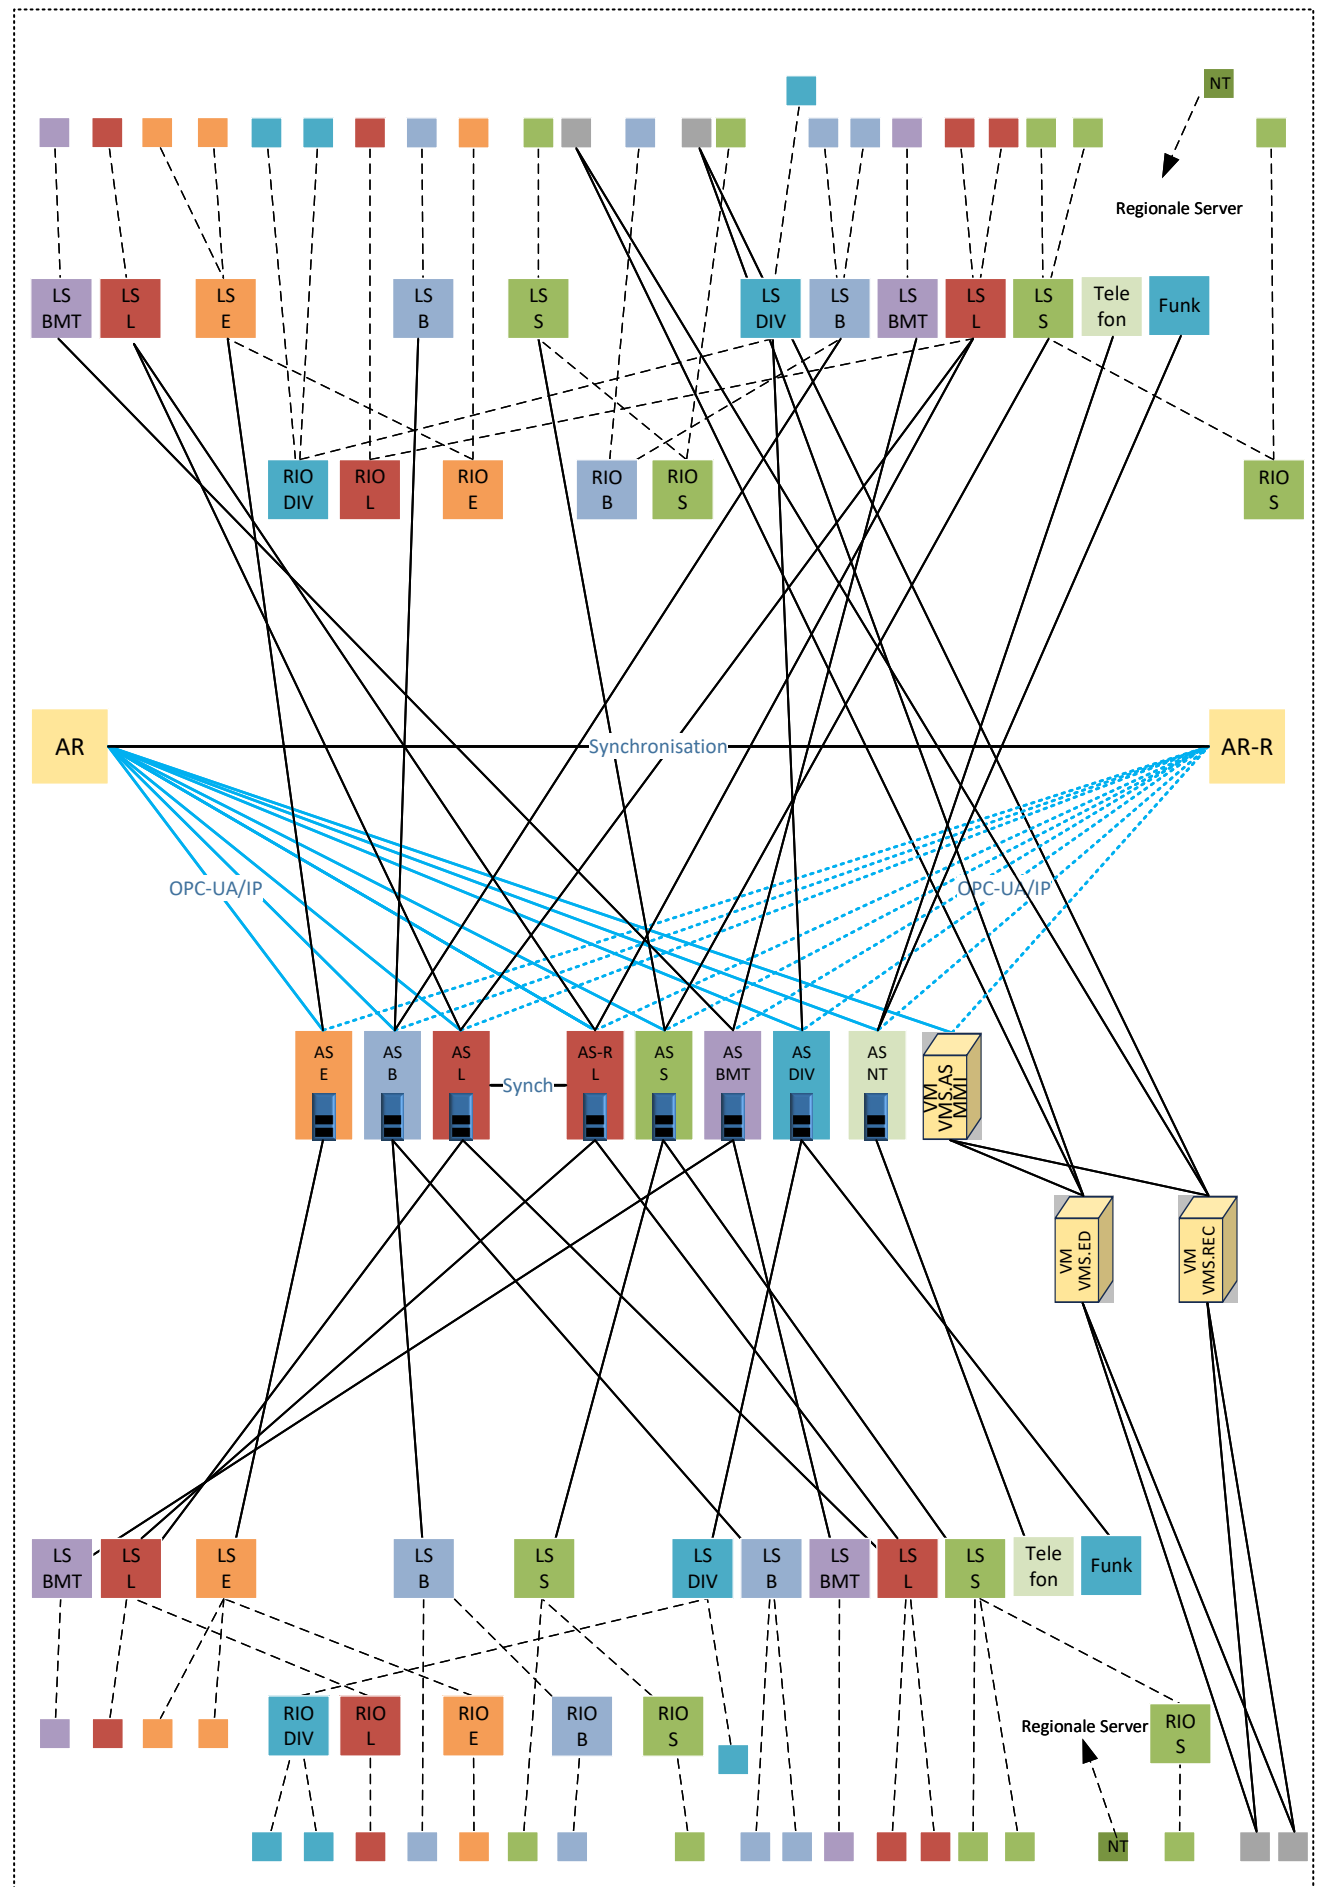 NT
Regionale Server
LS
BMT
LS
L
LS
E
LS
B
LS
S
LS
DIV
LS
B
LS
BMT
LS
L
LS
S
Tele
fon
Funk
RIO
DIV
RIO
L
RIO
E
RIO
B
RIO
S
RIO
S
AR
Synchronisation
AR-R
OPC-UA/IP
OPC-UA/IP
AS
E
AS
B
AS
L
Synch
AS-R
L
AS
S
AS
BMT
AS
DIV
AS
NT
VM
VMS.AS
MMI
VM
VMS.ED
VM
VMS.REC
LS
BMT
LS
L
LS
E
LS
B
LS
S
LS
DIV
LS
B
LS
BMT
LS
L
LS
S
Tele
fon
Funk
RIO
DIV
RIO
L
RIO
E
RIO
B
RIO
S
Regionale Server
RIO
S
NT